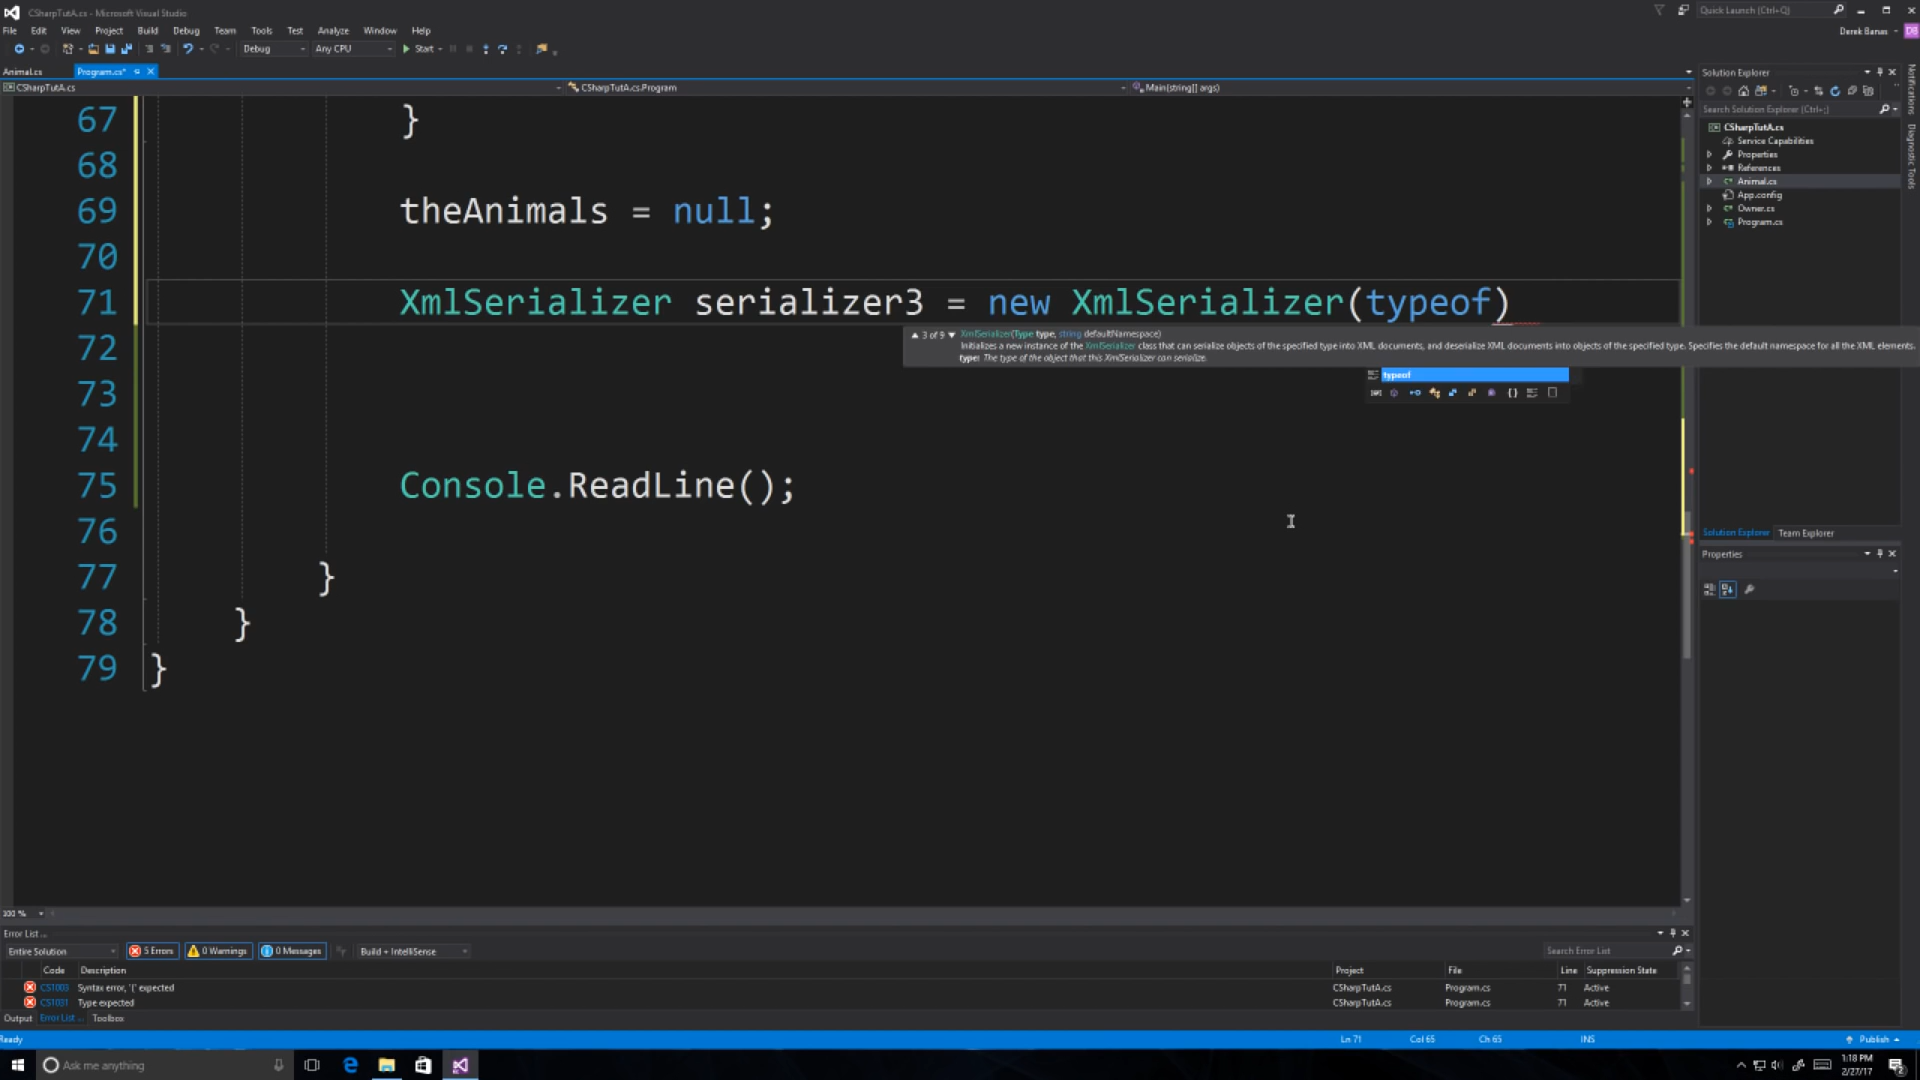 CSharpTutA.cs - Microsoft Visual Studio
Quick Launch (Ctrl+Q)
File Edit View Project Build Debug Team Tools Test Analyze Window Help
Derek Banas
DB
Debug Any CPU Start
Animal.cs Program.cs*
CSharpTutA.cs CSharpTutA.cs.Program Main(string[] args)
67 }
68
69 theAnimals = null;
70
71 XmlSerializer serializer3 = new XmlSerializer(typeof)
3 of 9 XmlSerializer(Type type, string defaultNamespace)
Initializes a new instance of the XmlSerializer class that can serialize objects of the specified type into XML documents, and deserialize XML documents into objects of the specified type. Specifies the default namespace for all the XML elements.
type: The type of the object that this XmlSerializer can serialize.
typeof
72
73
74
75 Console.ReadLine();
76
77 }
78 }
79 }
Solution Explorer
Search Solution Explorer (Ctrl+;)
CSharpTutA.cs
Service Capabilities
Properties
References
Animal.cs
App.config
Owner.cs
Program.cs
Solution Explorer Team Explorer
Properties
Notifications
Diagnostic Tools
100 %
Error List ...
Entire Solution 5 Errors 0 Warnings 0 Messages Build + IntelliSense Search Error List
Code Description Project File Line Suppression State
CS1003 Syntax error, '(' expected CSharpTutA.cs Program.cs 71 Active
CS1031 Type expected CSharpTutA.cs Program.cs 71 Active
Output Error List ... Toolbox
Ready Ln 71 Col 65 Ch 65 INS Publish
Ask me anything
1:18 PM
2/27/17
2